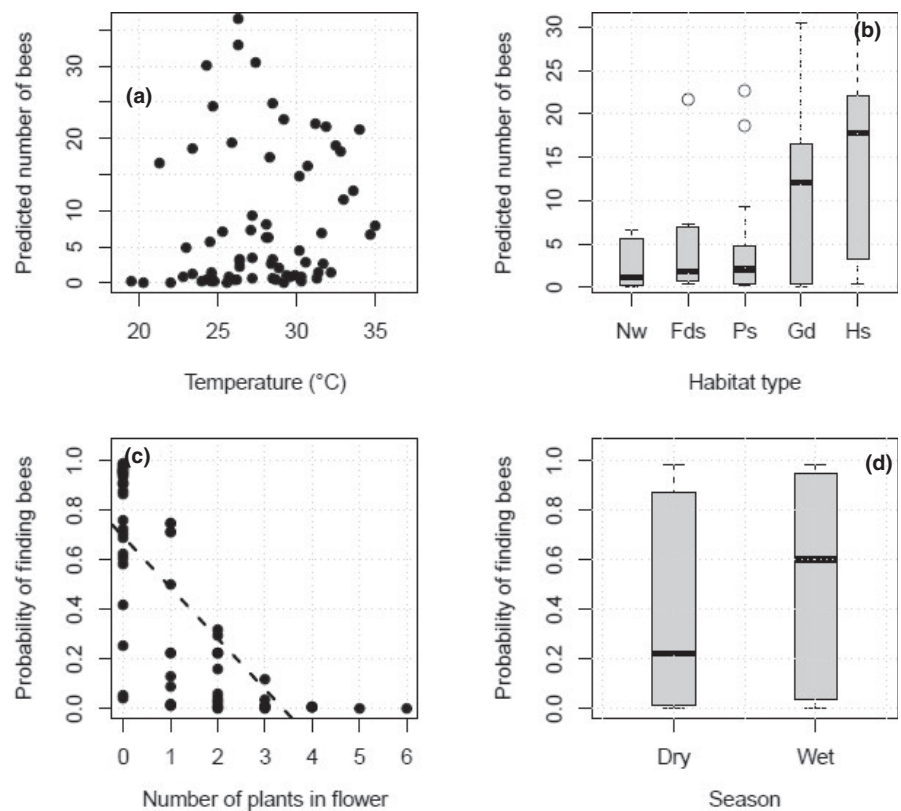 Predicted number of bees
0 5 10 20 30
(a)
20 25 30 35
Temperature (°C)
Predicted number of bees
0 5 10 15 20 25 30
(b)
Nw Fds Ps Gd Hs
Habitat type
Probability of finding bees
0.0 0.2 0.4 0.6 0.8 1.0
(c)
0 1 2 3 4 5 6
Number of plants in flower
Probability of finding bees
0.0 0.2 0.4 0.6 0.8 1.0
(d)
Dry Wet
Season